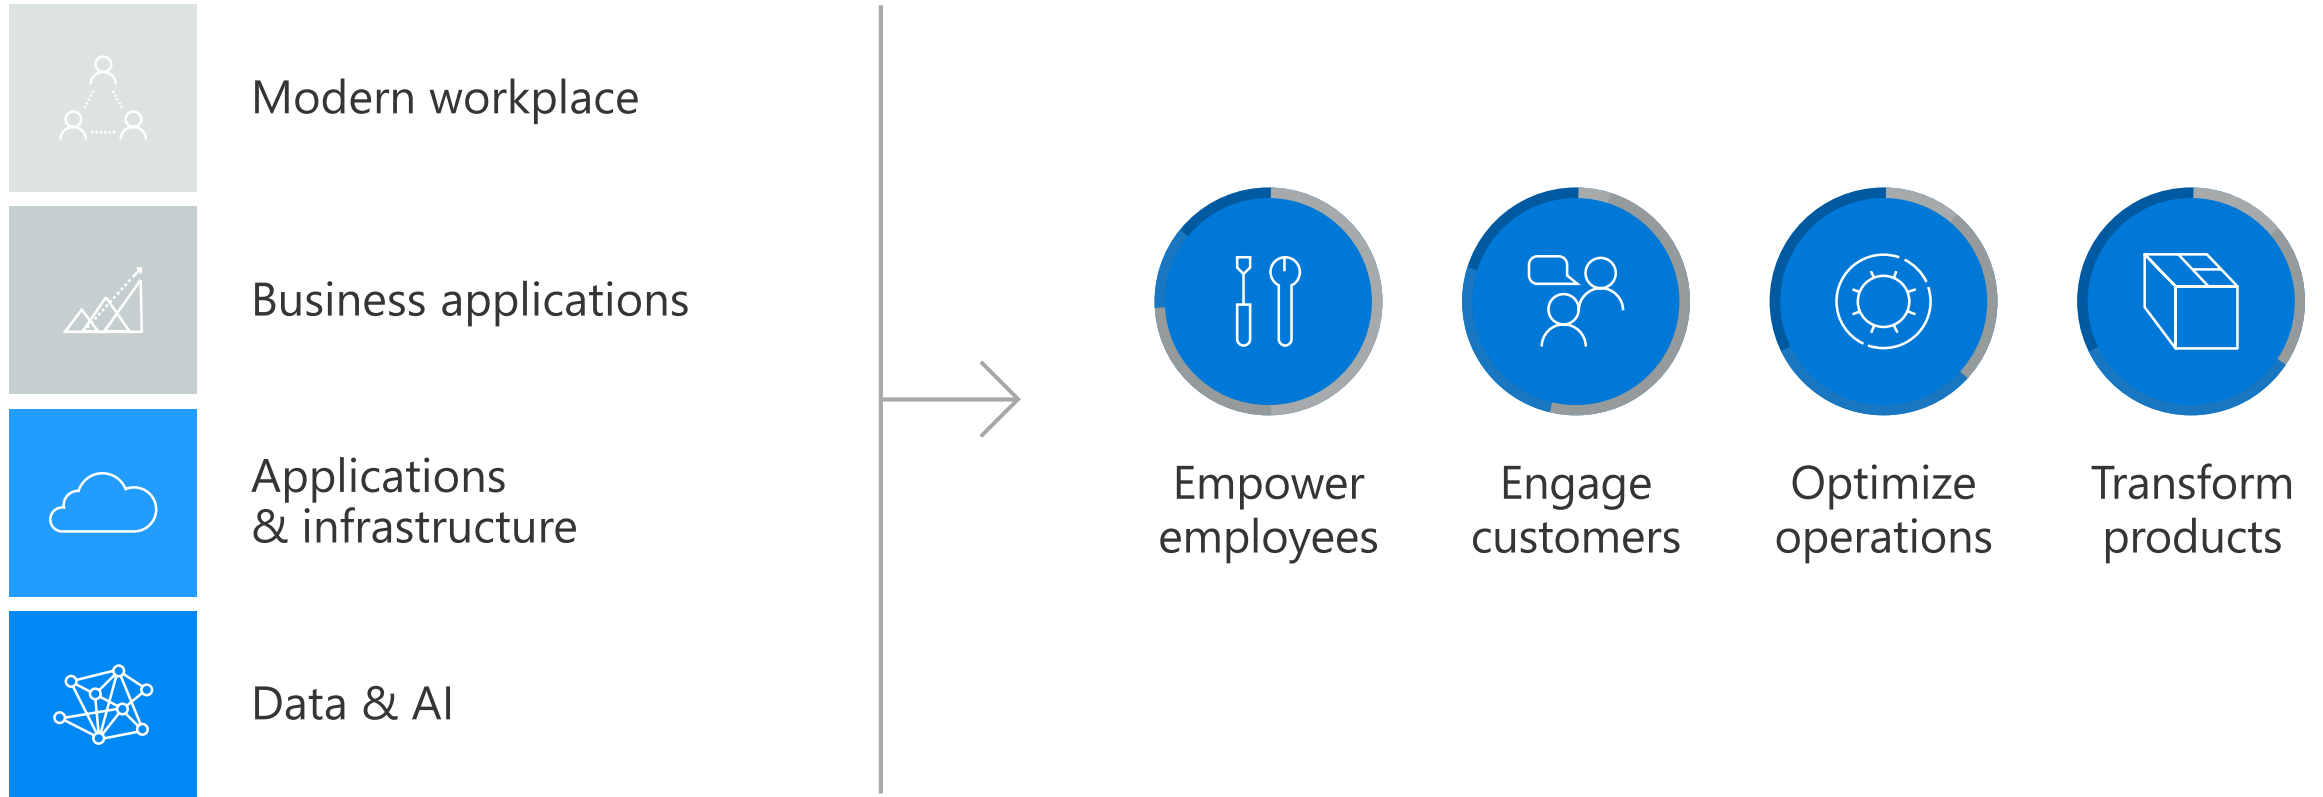 Modern workplace
Business applications
Applications
& infrastructure
Data & AI
Empower
employees
Engage
customers
Optimize
operations
Transform
products